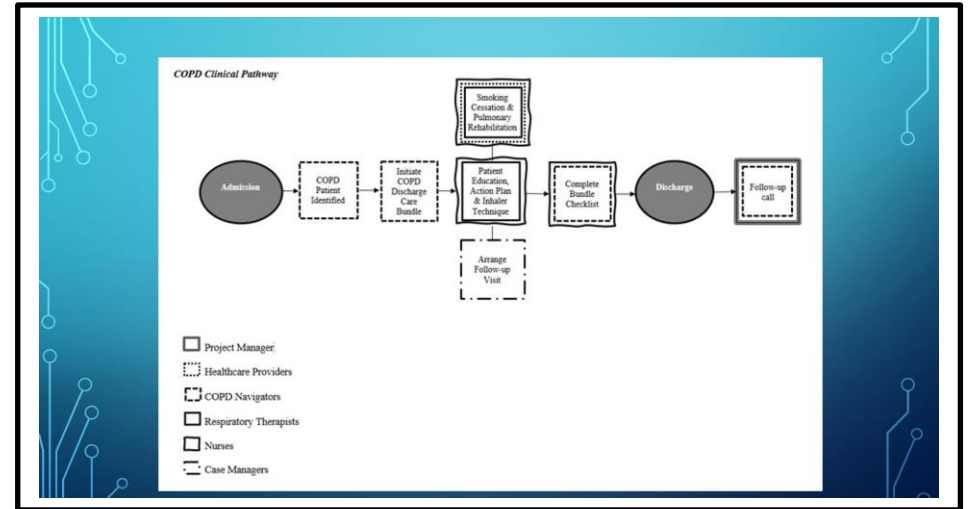 COPD Clinical Pathway
Smoking
Cessation &
Pulmonary
Rehabilitation
Admission
COPD
Patient
Identified
Initiate
COPD
Discharge
Care
Bundle
Patient
Education,
Action Plan
& Inhaler
Technique
Complete
Bundle
Checklist
Discharge
Follow-up
call
Arrange
Follow-up
Visit
Project Manager
Healthcare Providers
COPD Navigators
Respiratory Therapists
Nurses
Case Managers